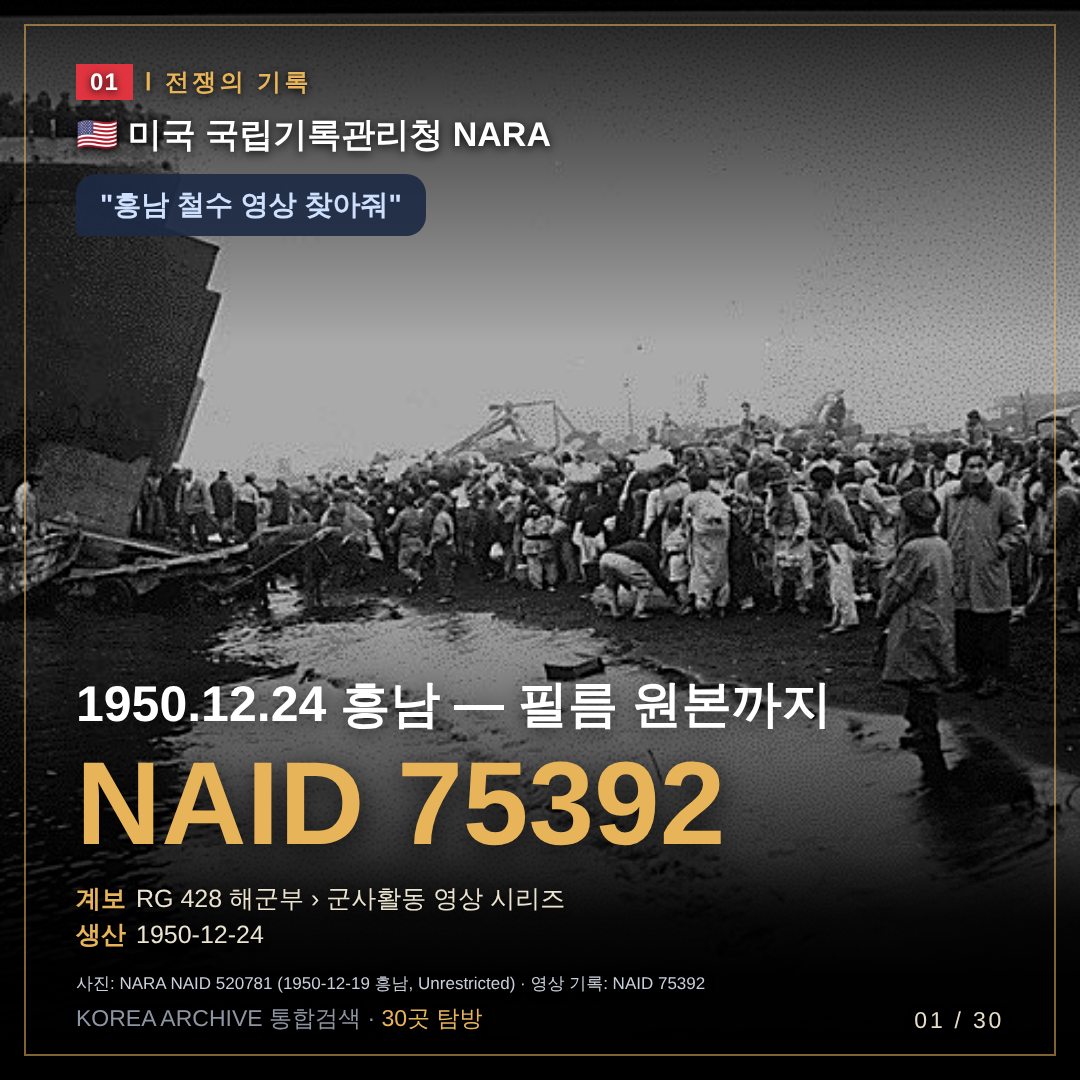 01 I 전쟁의 기록
🇺🇸 미국 국립기록관리청 NARA
"흥남 철수 영상 찾아줘"
1950.12.24 흥남 — 필름 원본까지
NAID 75392
계보 RG 428 해군부 › 군사활동 영상 시리즈
생산 1950-12-24
사진: NARA NAID 520781 (1950-12-19 흥남, Unrestricted) · 영상 기록: NAID 75392
KOREA ARCHIVE 통합검색 · 30곳 탐방
01 / 30